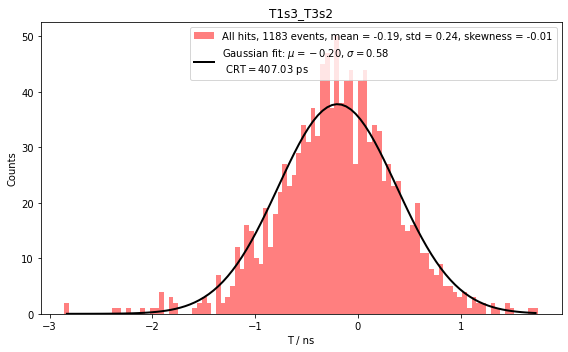 T1s3_T3s2
All hits, 1183 events, mean = -0.19, std = 0.24, skewness = -0.01
Gaussian fit: μ = −0.20, σ = 0.58
CRT = 407.03 ps
Counts
50
40
30
20
10
0
−3
−2
−1
0
1
T / ns